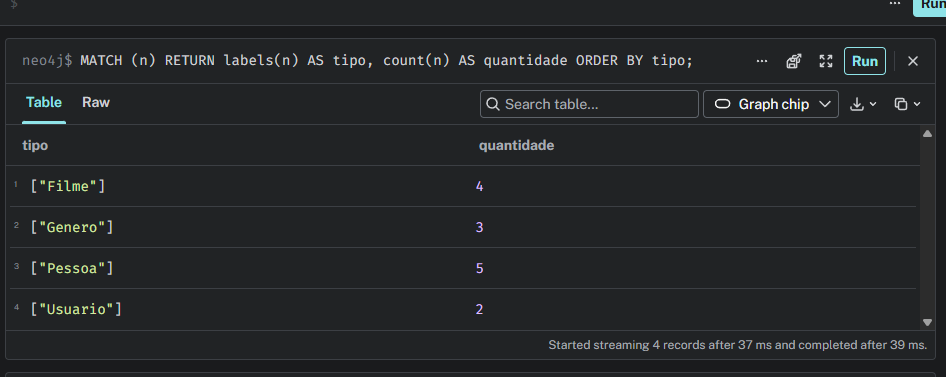 $
Run
neo4j$ MATCH (n) RETURN labels(n) AS tipo, count(n) AS quantidade ORDER BY tipo;
Run
Table Raw
Search table...
Graph chip
tipo quantidade
1 ["Filme"] 4
2 ["Genero"] 3
3 ["Pessoa"] 5
4 ["Usuario"] 2
Started streaming 4 records after 37 ms and completed after 39 ms.